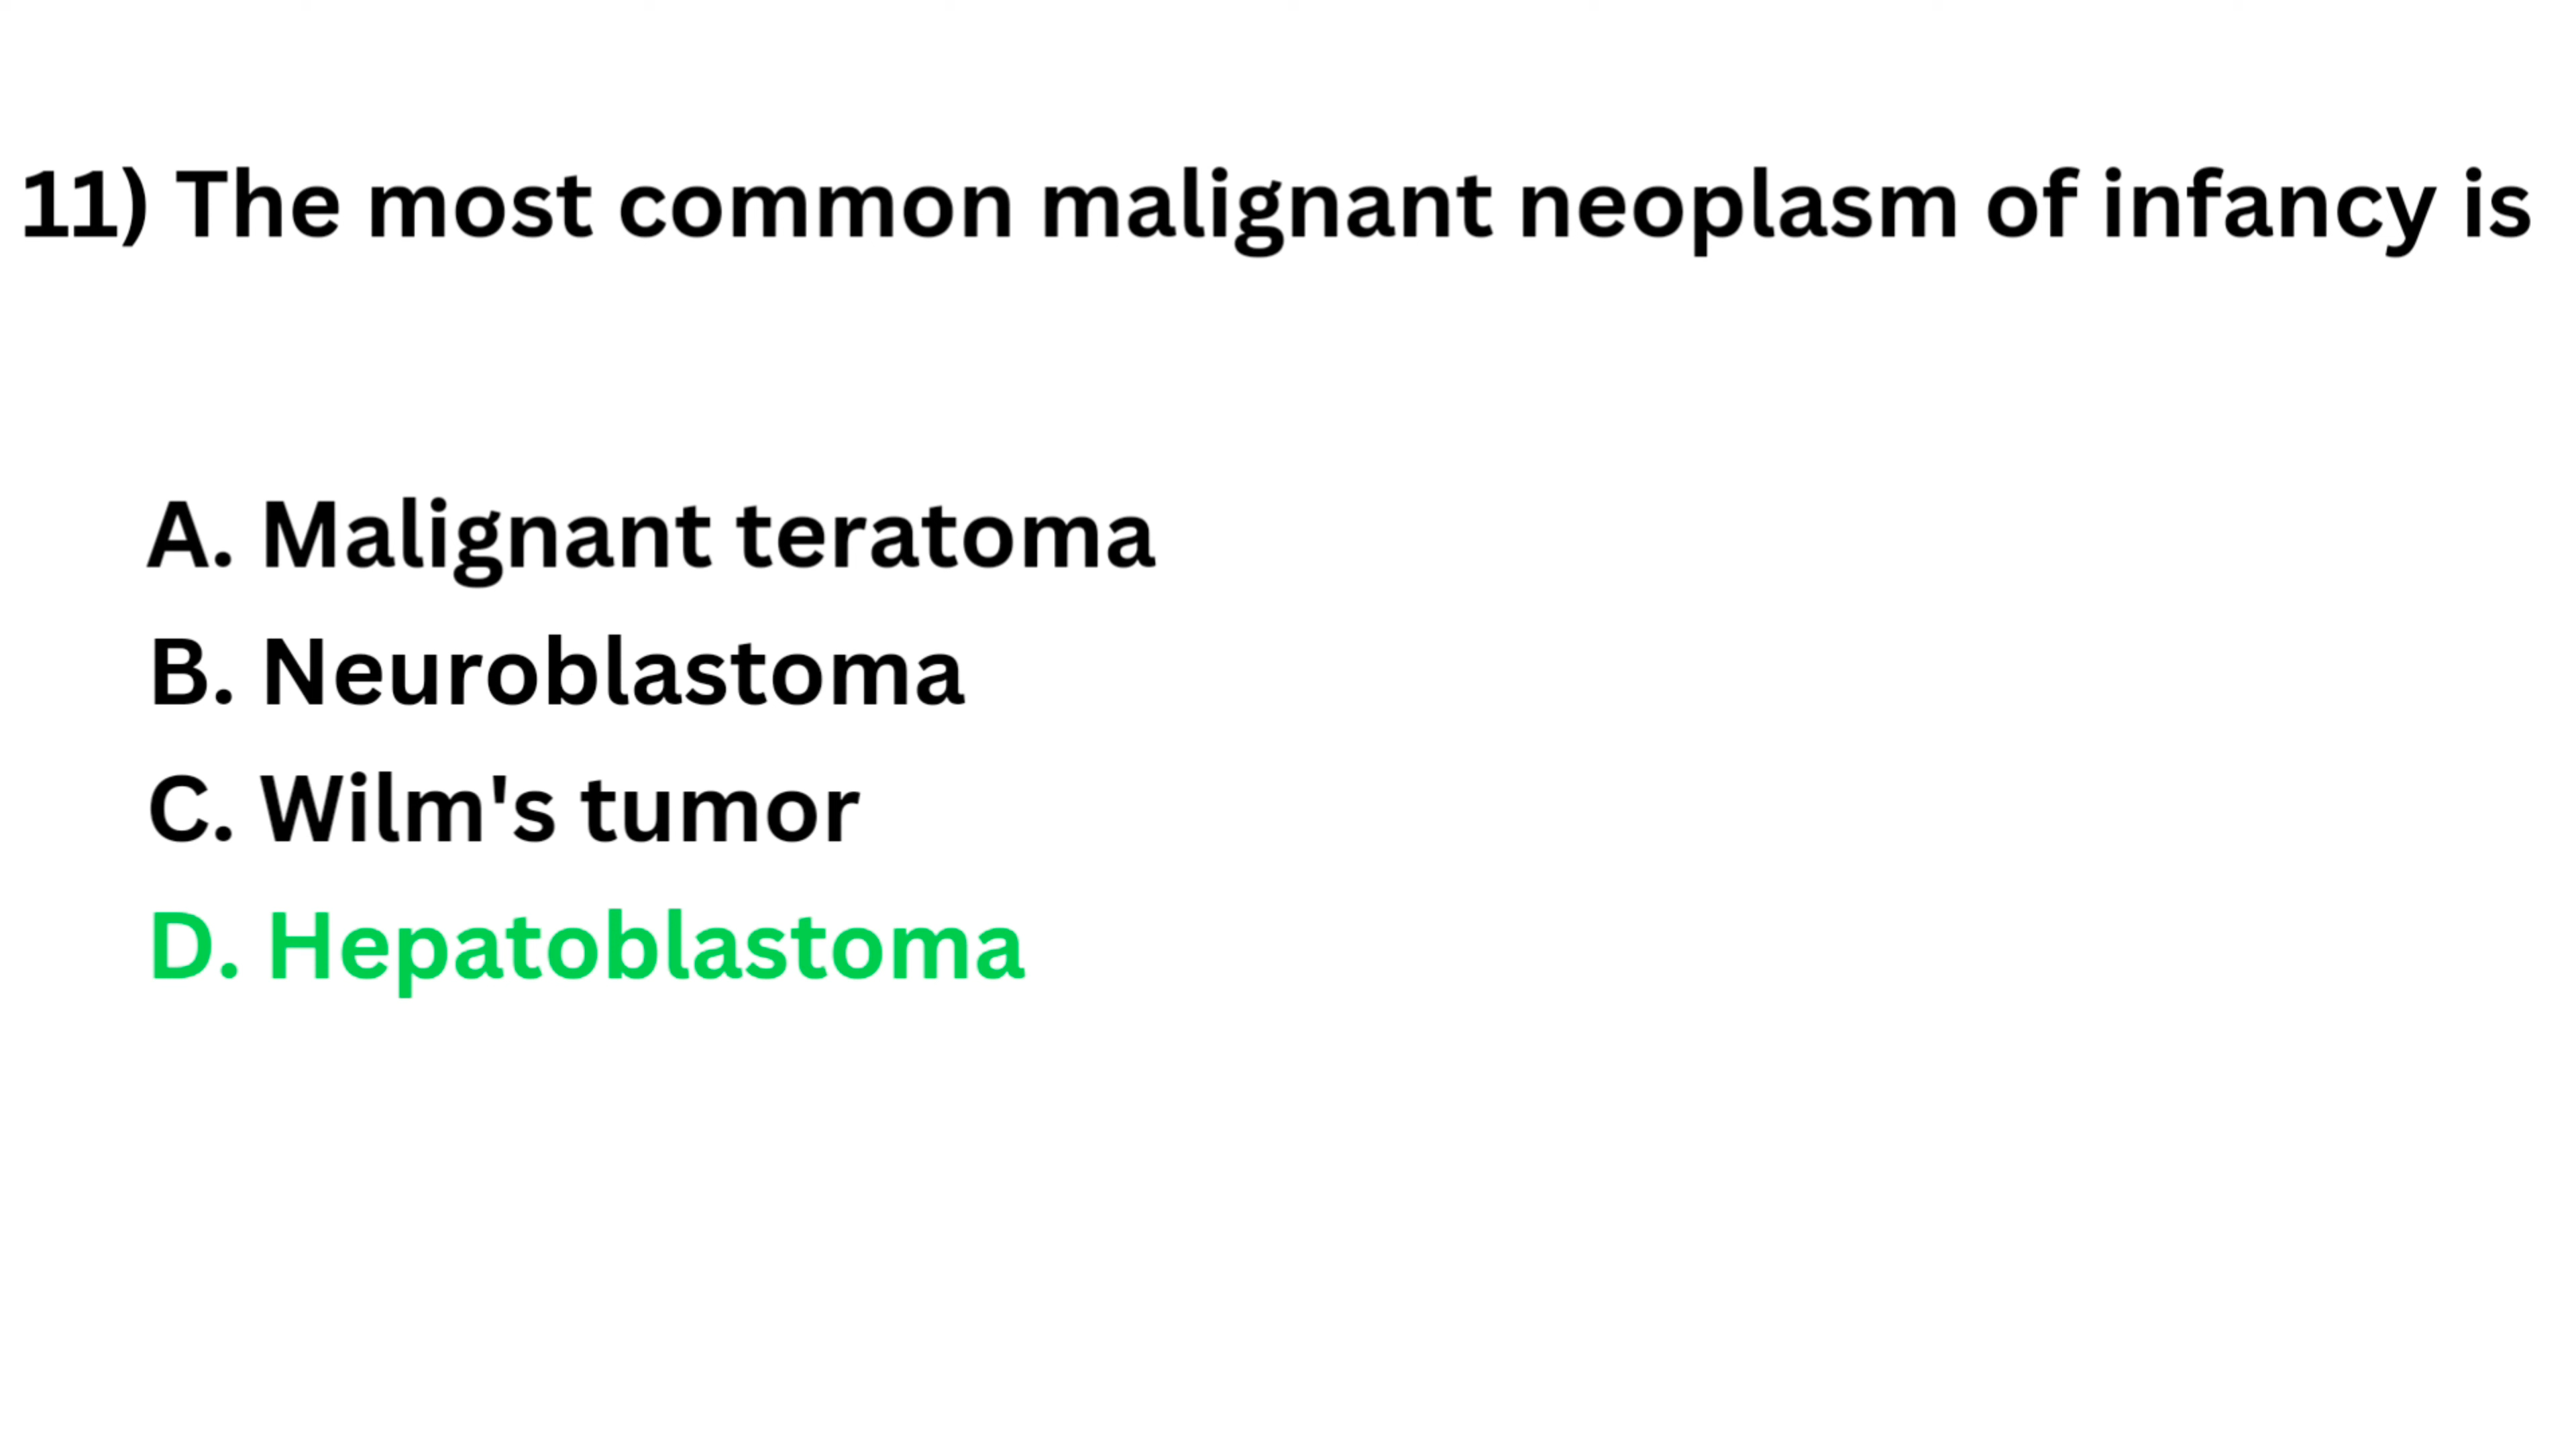 11) The most common malignant neoplasm of infancy is
A. Malignant teratoma
B. Neuroblastoma
C. Wilm's tumor
D. Hepatoblastoma